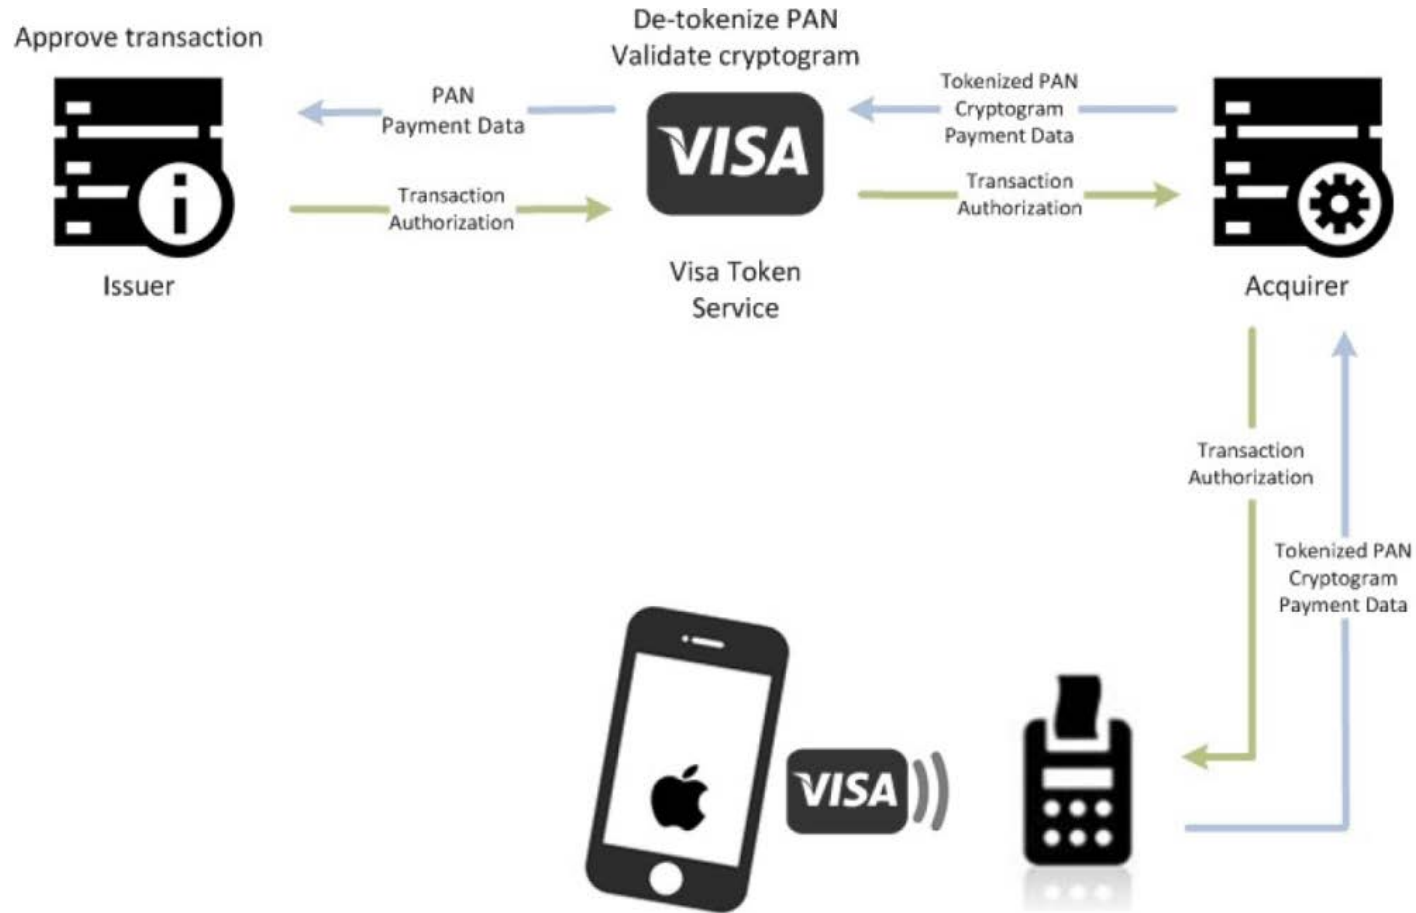 Approve transaction
De-tokenize PAN
Validate cryptogram
PAN
Payment Data
VISA
Tokenized PAN
Cryptogram
Payment Data
Transaction
Authorization
Transaction
Authorization
Issuer
Visa Token
Service
Acquirer
Transaction
Authorization
Tokenized PAN
Cryptogram
Payment Data
VISA